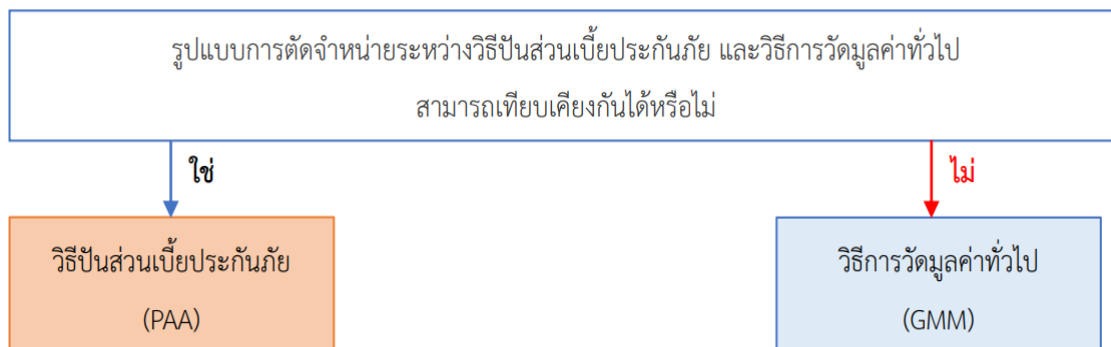 รูปแบบการตัดจำหน่ายระหว่างวิธีปันส่วนเบี้ยประกันภัย และวิธีการวัดมูลค่าทั่วไป
สามารถเทียบเคียงกันได้หรือไม่
ใช่
ไม่
วิธีปันส่วนเบี้ยประกันภัย
(PAA)
วิธีการวัดมูลค่าทั่วไป
(GMM)